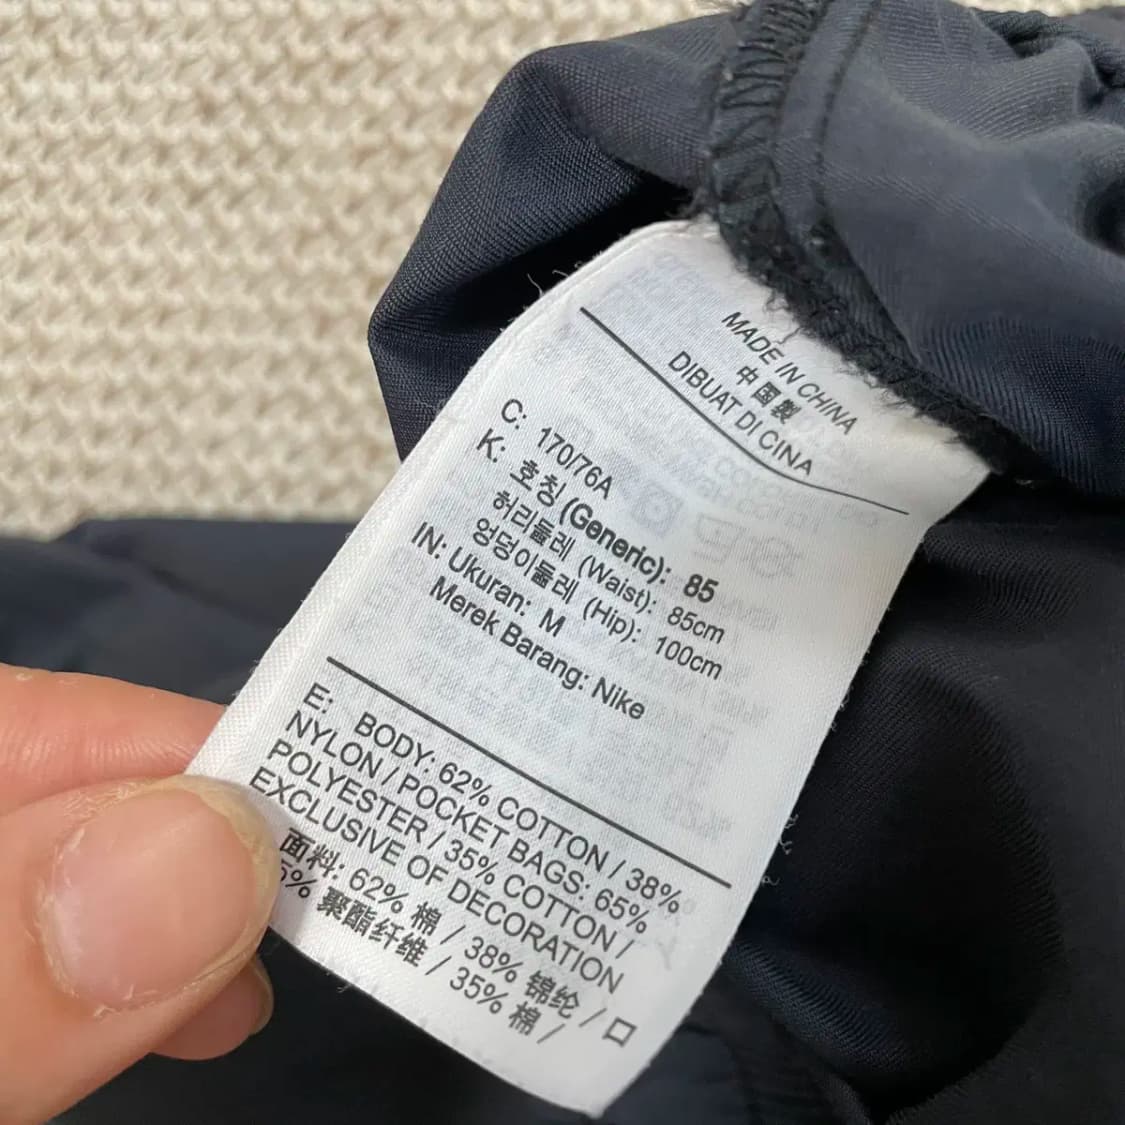 MADE IN CHINA
中国製
DIBUAT DI CINA
C: 170/76A
K: 호칭 (Generic): 85
허리둘레 (Waist): 85cm
엉덩이둘레 (Hip): 100cm
IN: Ukuran: M
Merek Barang: Nike
E: BODY: 62% COTTON / 38%
NYLON / POCKET BAGS: 65%
POLYESTER / 35% COTTON /
EXCLUSIVE OF DECORATION
面料: 62% 棉 / 38% 锦纶 / 口
5% 聚酯纤维 / 35% 棉 /